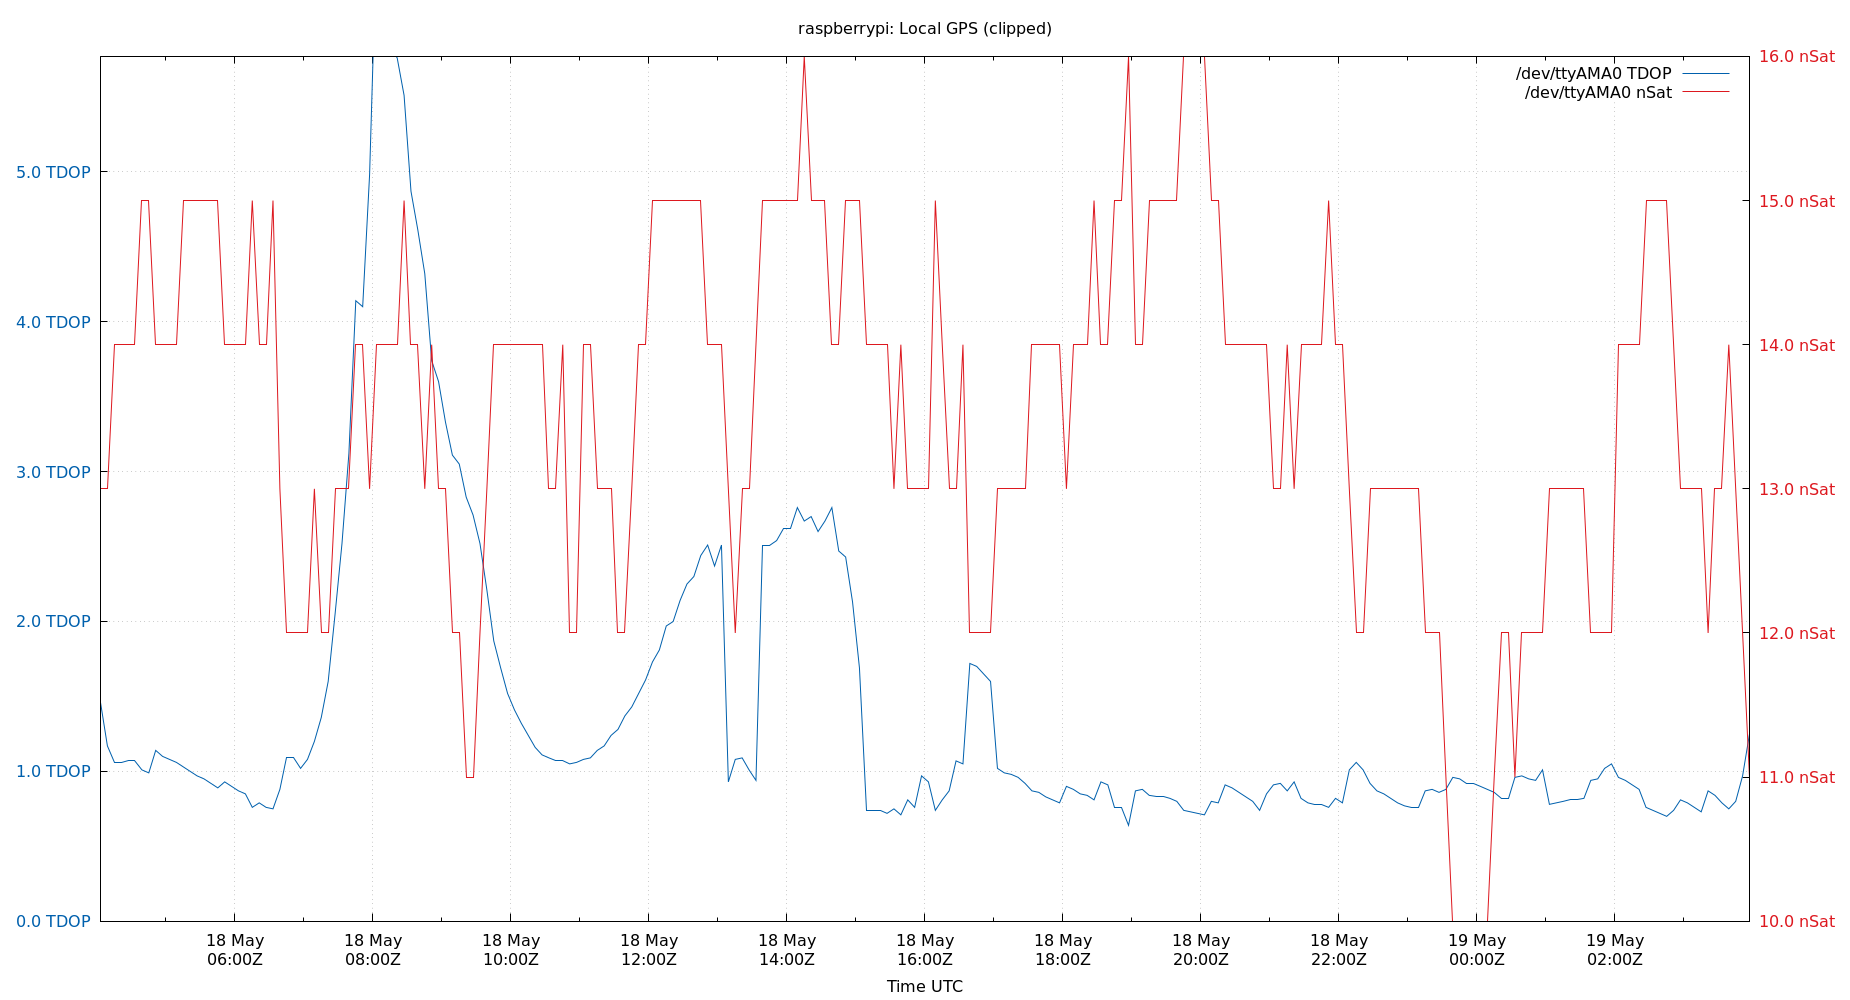 raspberrypi: Local GPS (clipped)
/dev/ttyAMA0 TDOP
/dev/ttyAMA0 nSat
5.0 TDOP
4.0 TDOP
3.0 TDOP
2.0 TDOP
1.0 TDOP
0.0 TDOP
16.0 nSat
15.0 nSat
14.0 nSat
13.0 nSat
12.0 nSat
11.0 nSat
10.0 nSat
18 May
06:00Z
18 May
08:00Z
18 May
10:00Z
18 May
12:00Z
18 May
14:00Z
18 May
16:00Z
18 May
18:00Z
18 May
20:00Z
18 May
22:00Z
19 May
00:00Z
19 May
02:00Z
Time UTC